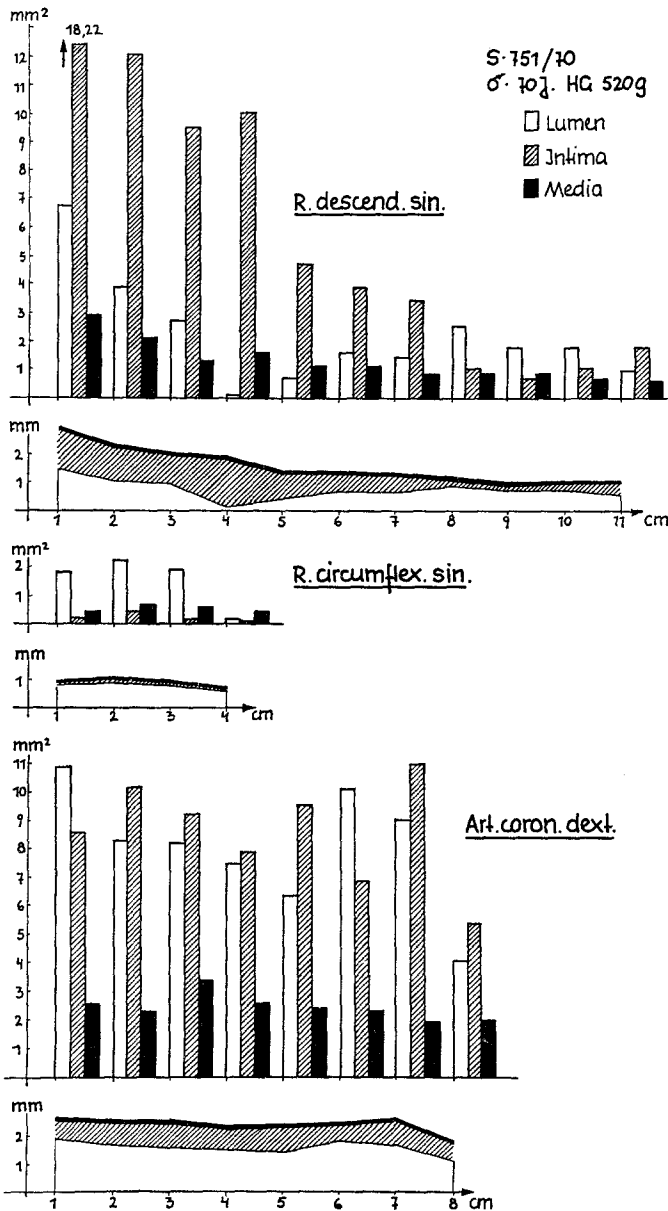 mm²
18,22
12
11
10
9
8
7
6
5
4
3
2
1
S·751/70
♂· 70J. HG 520g
Lumen
Intima
Media
R. descend. sin.
mm
2
1
1 2 3 4 5 6 7 8 9 10 11 cm
mm²
2
1
R. circumflex. sin.
mm
1
1 2 3 4 cm
mm²
11
10
9
8
7
6
5
4
3
2
1
Art. coron. dext.
mm
2
1
1 2 3 4 5 6 7 8 cm